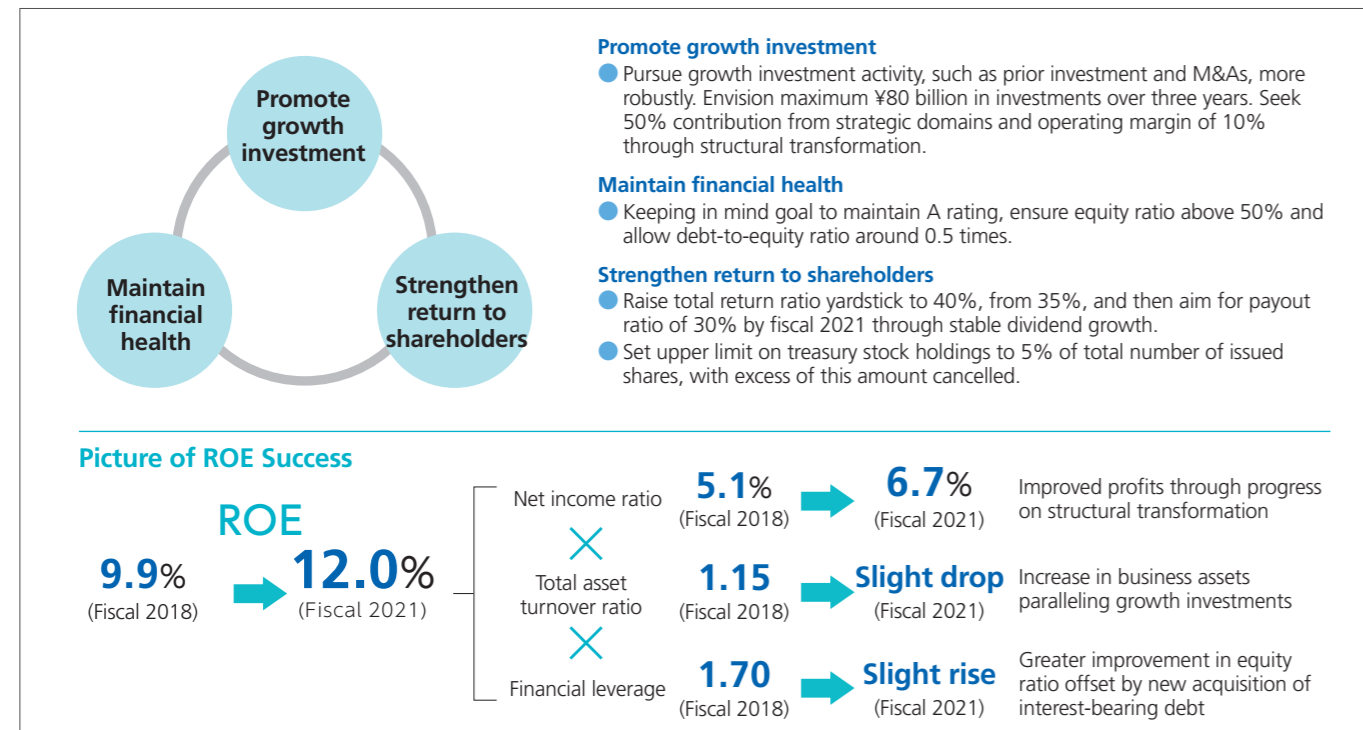 Promote
growth
investment
Maintain
financial
health
Strengthen
return to
shareholders
Promote growth investment
● Pursue growth investment activity, such as prior investment and M&As, more
robustly. Envision maximum ¥80 billion in investments over three years. Seek
50% contribution from strategic domains and operating margin of 10%
through structural transformation.
Maintain financial health
● Keeping in mind goal to maintain A rating, ensure equity ratio above 50% and
allow debt-to-equity ratio around 0.5 times.
Strengthen return to shareholders
● Raise total return ratio yardstick to 40%, from 35%, and then aim for payout
ratio of 30% by fiscal 2021 through stable dividend growth.
● Set upper limit on treasury stock holdings to 5% of total number of issued
shares, with excess of this amount cancelled.
Picture of ROE Success
ROE
9.9%
(Fiscal 2018)
12.0%
(Fiscal 2021)
Net income ratio
5.1%
(Fiscal 2018)
6.7%
(Fiscal 2021)
Improved profits through progress
on structural transformation
×
Total asset
turnover ratio
1.15
(Fiscal 2018)
Slight drop
(Fiscal 2021)
Increase in business assets
paralleling growth investments
×
Financial leverage
1.70
(Fiscal 2018)
Slight rise
(Fiscal 2021)
Greater improvement in equity
ratio offset by new acquisition of
interest-bearing debt